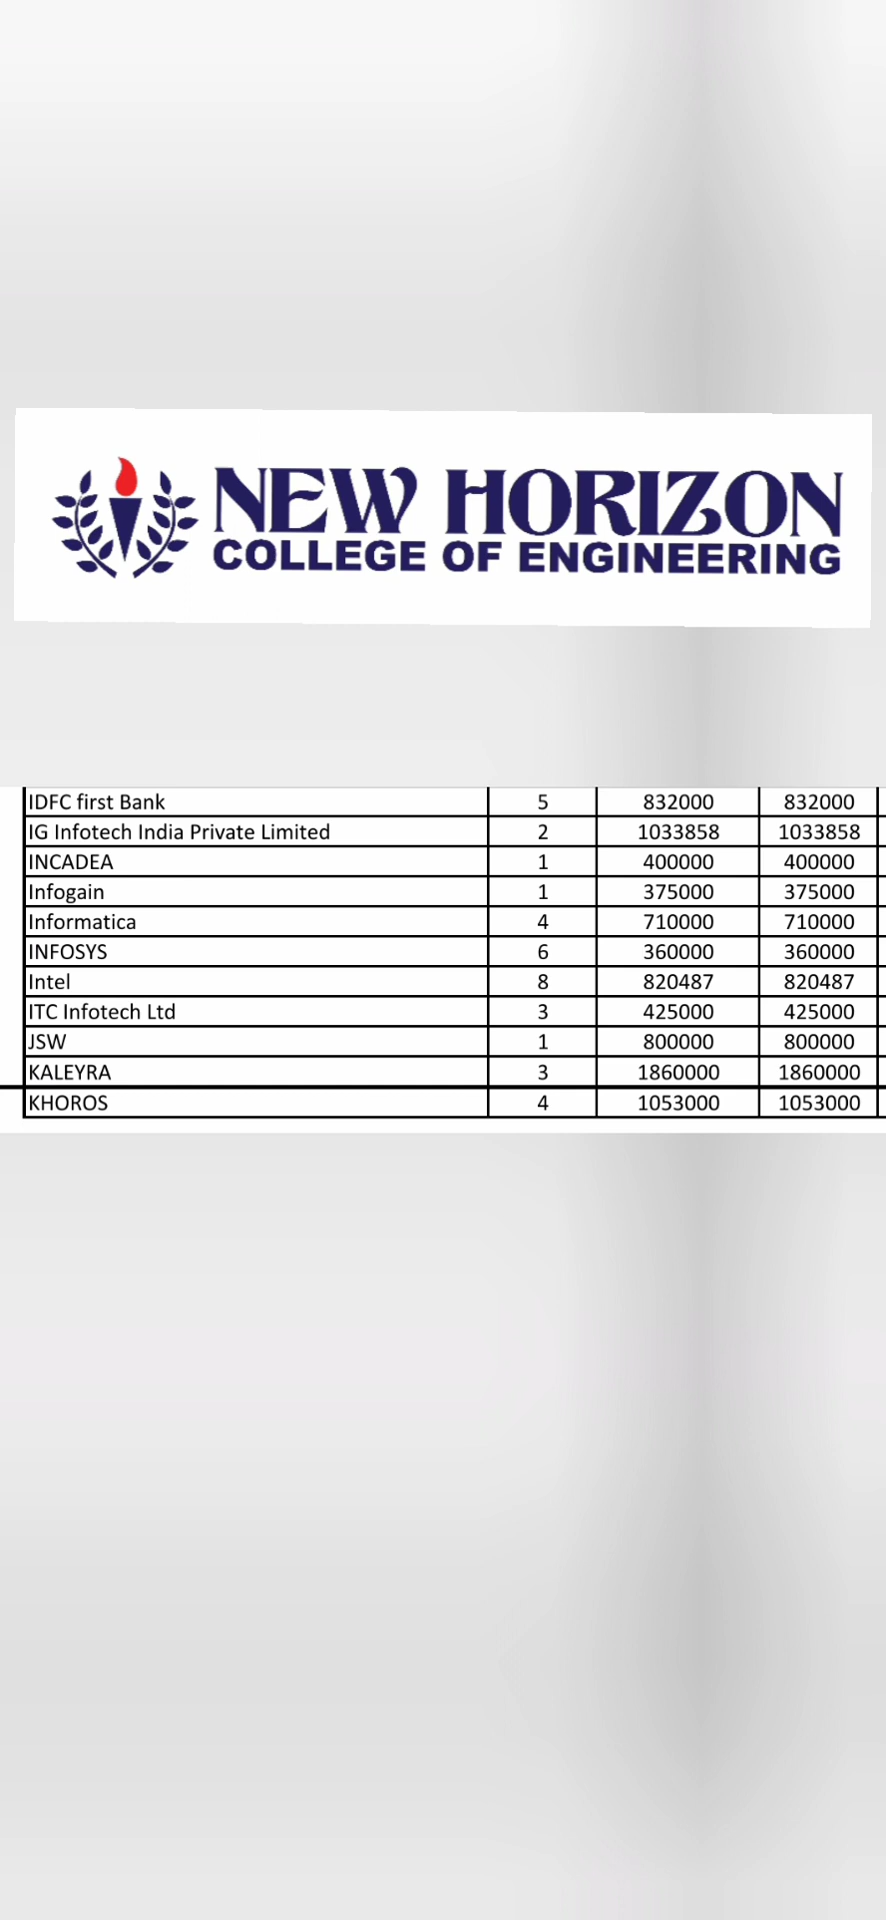 NEW HORIZON
COLLEGE OF ENGINEERING
IDFC first Bank 5 832000 832000
IG Infotech India Private Limited 2 1033858 1033858
INCADEA 1 400000 400000
Infogain 1 375000 375000
Informatica 4 710000 710000
INFOSYS 6 360000 360000
Intel 8 820487 820487
ITC Infotech Ltd 3 425000 425000
JSW 1 800000 800000
KALEYRA 3 1860000 1860000
KHOROS 4 1053000 1053000